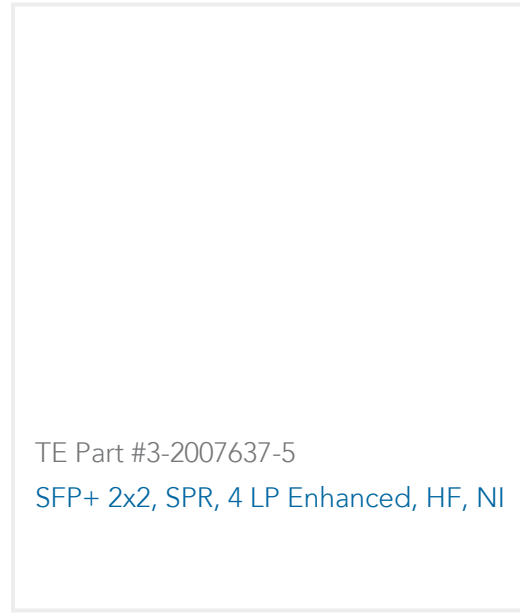 TE Part #3-2007637-5
SFP+ 2x2, SPR, 4 LP Enhanced, HF, NI